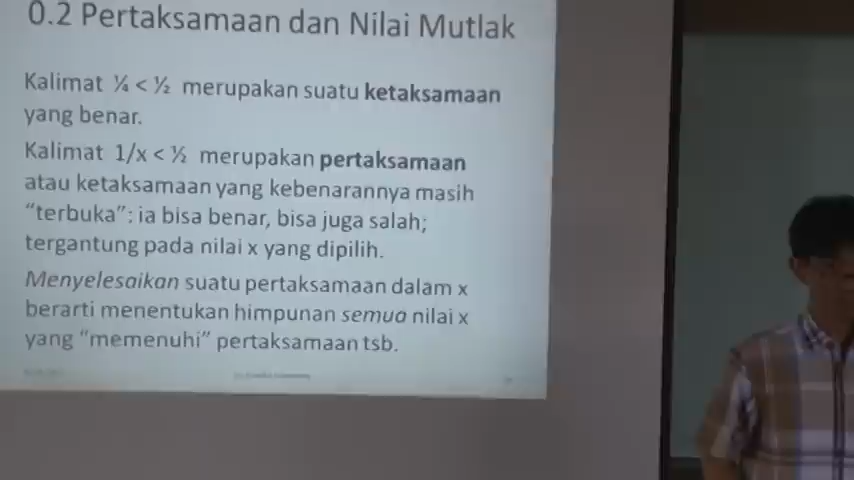 0.2 Pertaksamaan dan Nilai Mutlak
Kalimat ¼ < ½ merupakan suatu ketaksamaan
yang benar.
Kalimat 1/x < ½ merupakan pertaksamaan
atau ketaksamaan yang kebenarannya masih
“terbuka”: ia bisa benar, bisa juga salah;
tergantung pada nilai x yang dipilih.
Menyelesaikan suatu pertaksamaan dalam x
berarti menentukan himpunan semua nilai x
yang “memenuhi” pertaksamaan tsb.